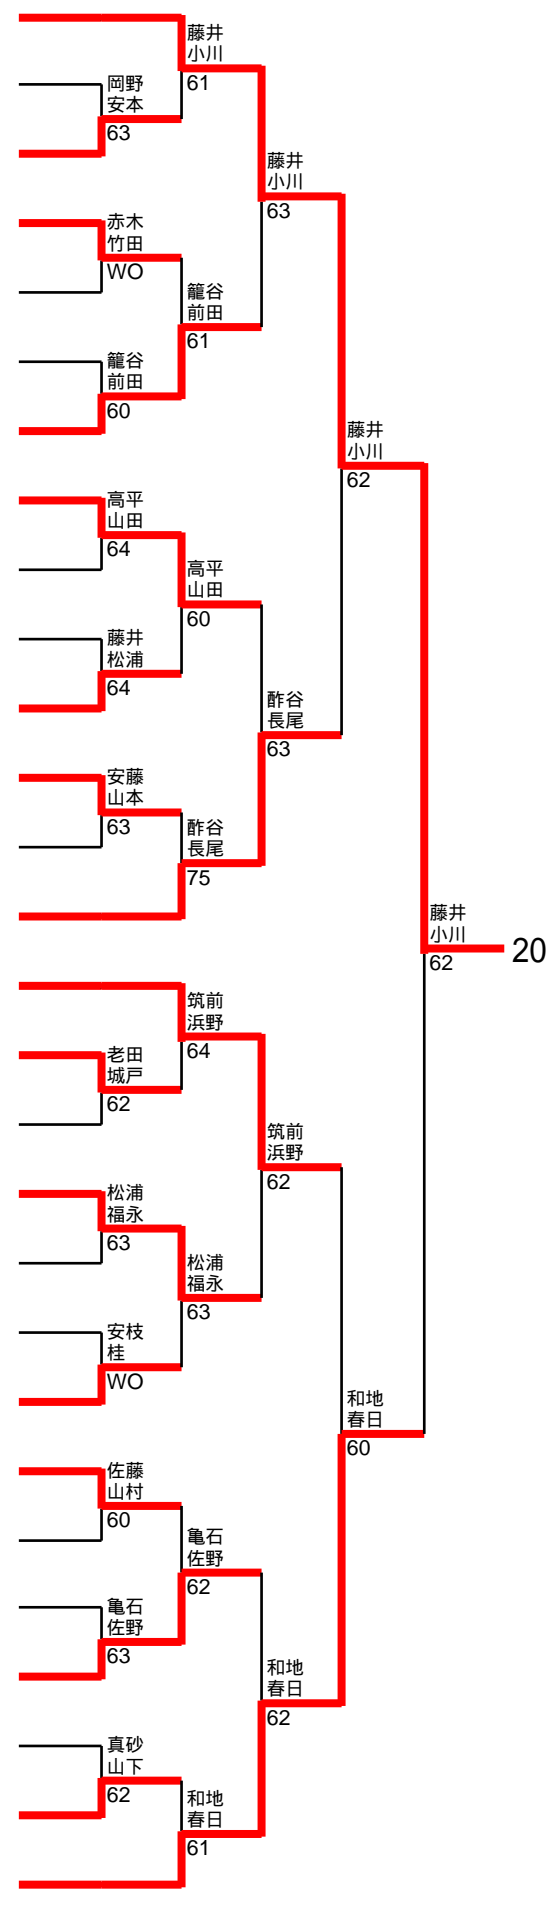 藤井
小川
61
岡野
安本
63
藤井
小川
63
赤木
竹田
WO
籠谷
前田
61
籠谷
前田
60
藤井
小川
62
高平
山田
64
高平
山田
60
藤井
松浦
64
酢谷
長尾
63
安藤
山本
63
酢谷
長尾
75
藤井
小川
62
20
筑前
浜野
64
老田
城戸
62
筑前
浜野
62
松浦
福永
63
松浦
福永
63
安枝
桂
WO
和地
春日
60
佐藤
山村
60
亀石
佐野
62
亀石
佐野
63
和地
春日
62
真砂
山下
62
和地
春日
61